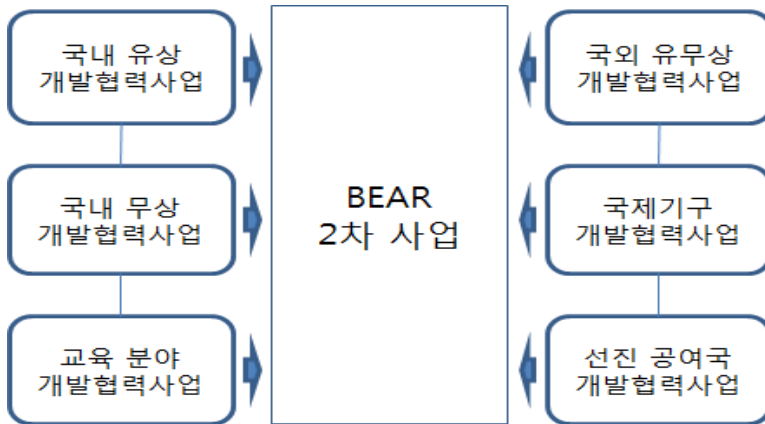 국내 유상
개발협력사업
국내 무상
개발협력사업
교육 분야
개발협력사업
BEAR
2차 사업
국외 유무상
개발협력사업
국제기구
개발협력사업
선진 공여국
개발협력사업